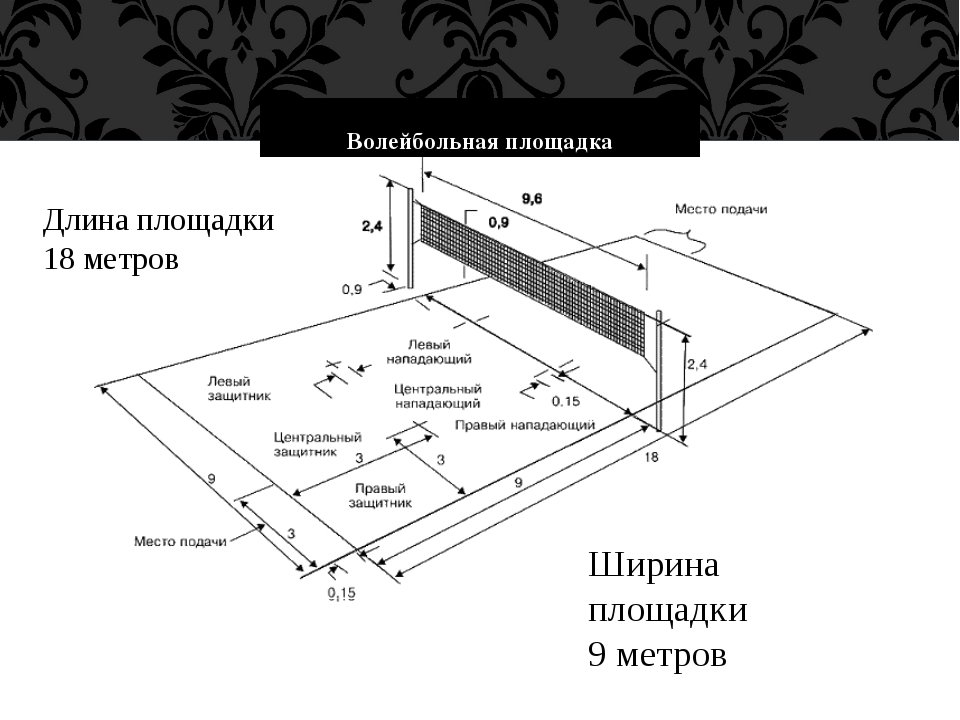 Волейбольная площадка
Длина площадки
18 метров
9,6
2,4
0,9
Место подачи
0,9
Левый
нападающий
2,4
Левый
защитник
Центральный
нападающий
0.15
Правый нападающий
Центральный
защитник
3
3
18
9
9
Правый
защитник
Место подачи
3
0,15
Ширина
площадки
9 метров